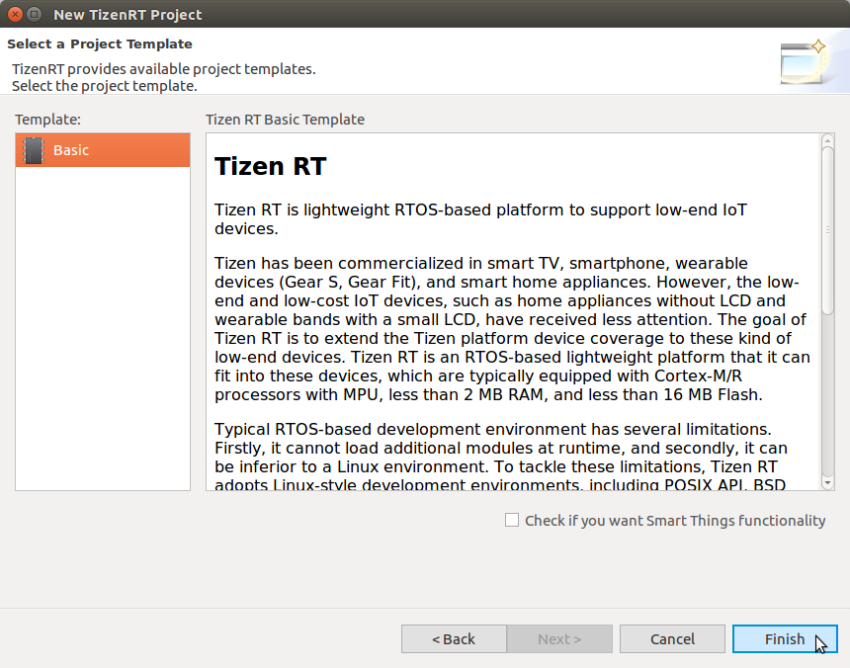 New TizenRT Project
Select a Project Template
TizenRT provides available project templates.
Select the project template.
Template:
Basic
Tizen RT Basic Template
Tizen RT
Tizen RT is lightweight RTOS-based platform to support low-end IoT
devices.
Tizen has been commercialized in smart TV, smartphone, wearable
devices (Gear S, Gear Fit), and smart home appliances. However, the low-
end and low-cost IoT devices, such as home appliances without LCD and
wearable bands with a small LCD, have received less attention. The goal of
Tizen RT is to extend the Tizen platform device coverage to these kind of
low-end devices. Tizen RT is an RTOS-based lightweight platform that it can
fit into these devices, which are typically equipped with Cortex-M/R
processors with MPU, less than 2 MB RAM, and less than 16 MB Flash.
Typical RTOS-based development environment has several limitations.
Firstly, it cannot load additional modules at runtime, and secondly, it can
be inferior to a Linux environment. To tackle these limitations, Tizen RT
adopts Linux-style development environments, including POSIX API, BSD
Check if you want Smart Things functionality
< Back
Next >
Cancel
Finish